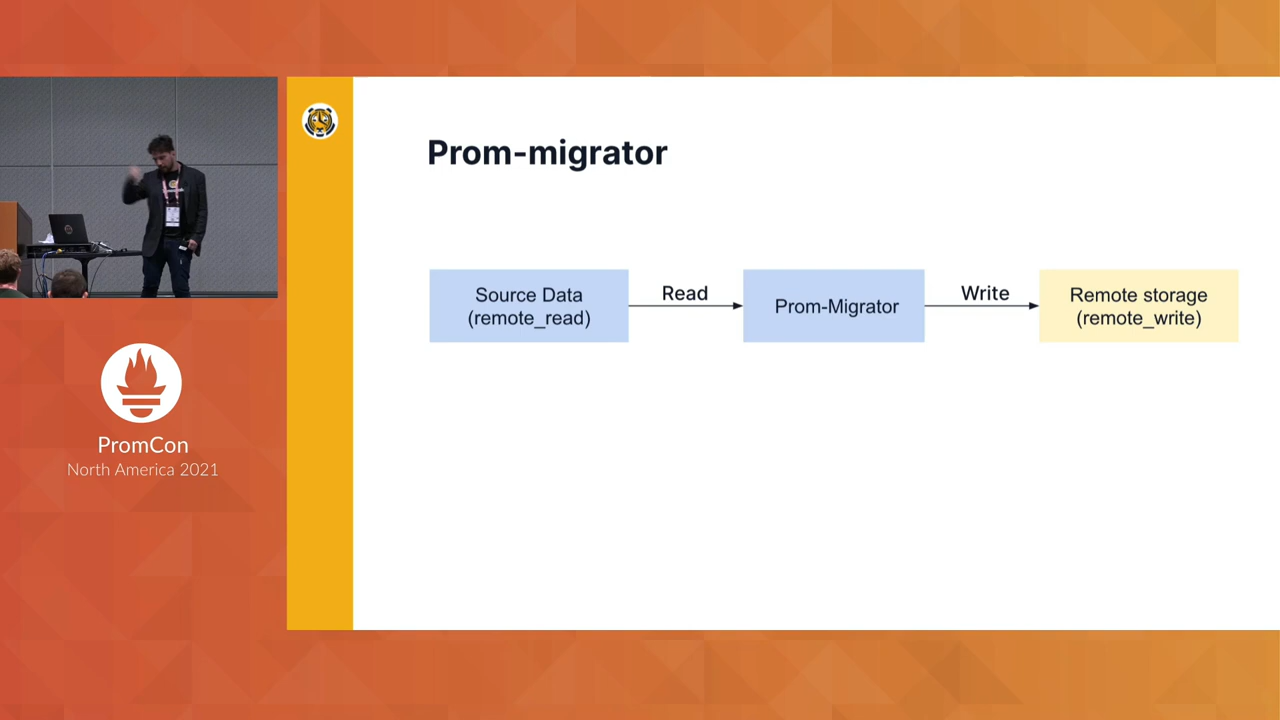 Prom-migrator
Source Data
(remote_read)
Read
Prom-Migrator
Write
Remote storage
(remote_write)
PromCon
North America 2021